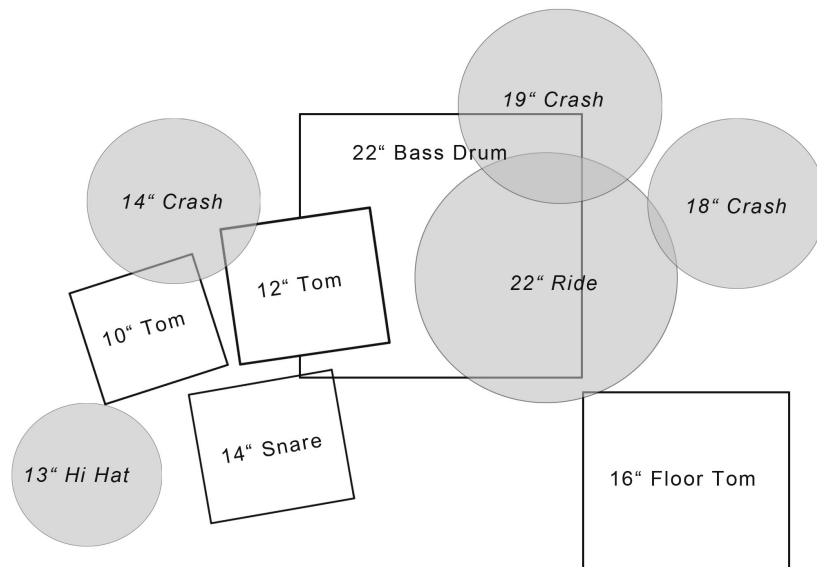 19“ Crash
22“ Bass Drum
14“ Crash
18“ Crash
12“ Tom
22“ Ride
10“ Tom
14“ Snare
13“ Hi Hat
16“ Floor Tom